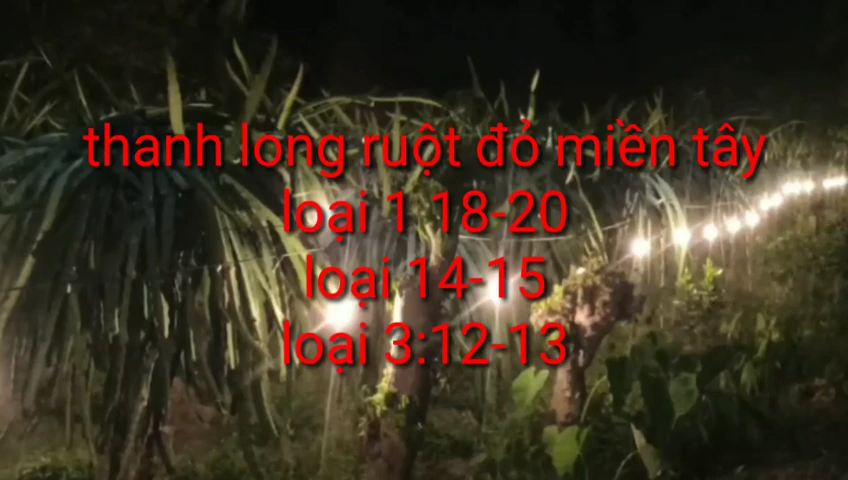 thanh long ruột đỏ miền tây
loại 1 18-20
loại 14-15
loại 3:12-13